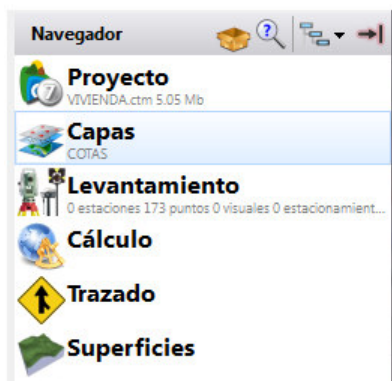 Navegador
Proyecto
VIVIENDA.ctm 5.05 Mb
Capas
COTAS
Levantamiento
0 estaciones 173 puntos 0 visuales 0 estacionamient...
Cálculo
Trazado
Superficies